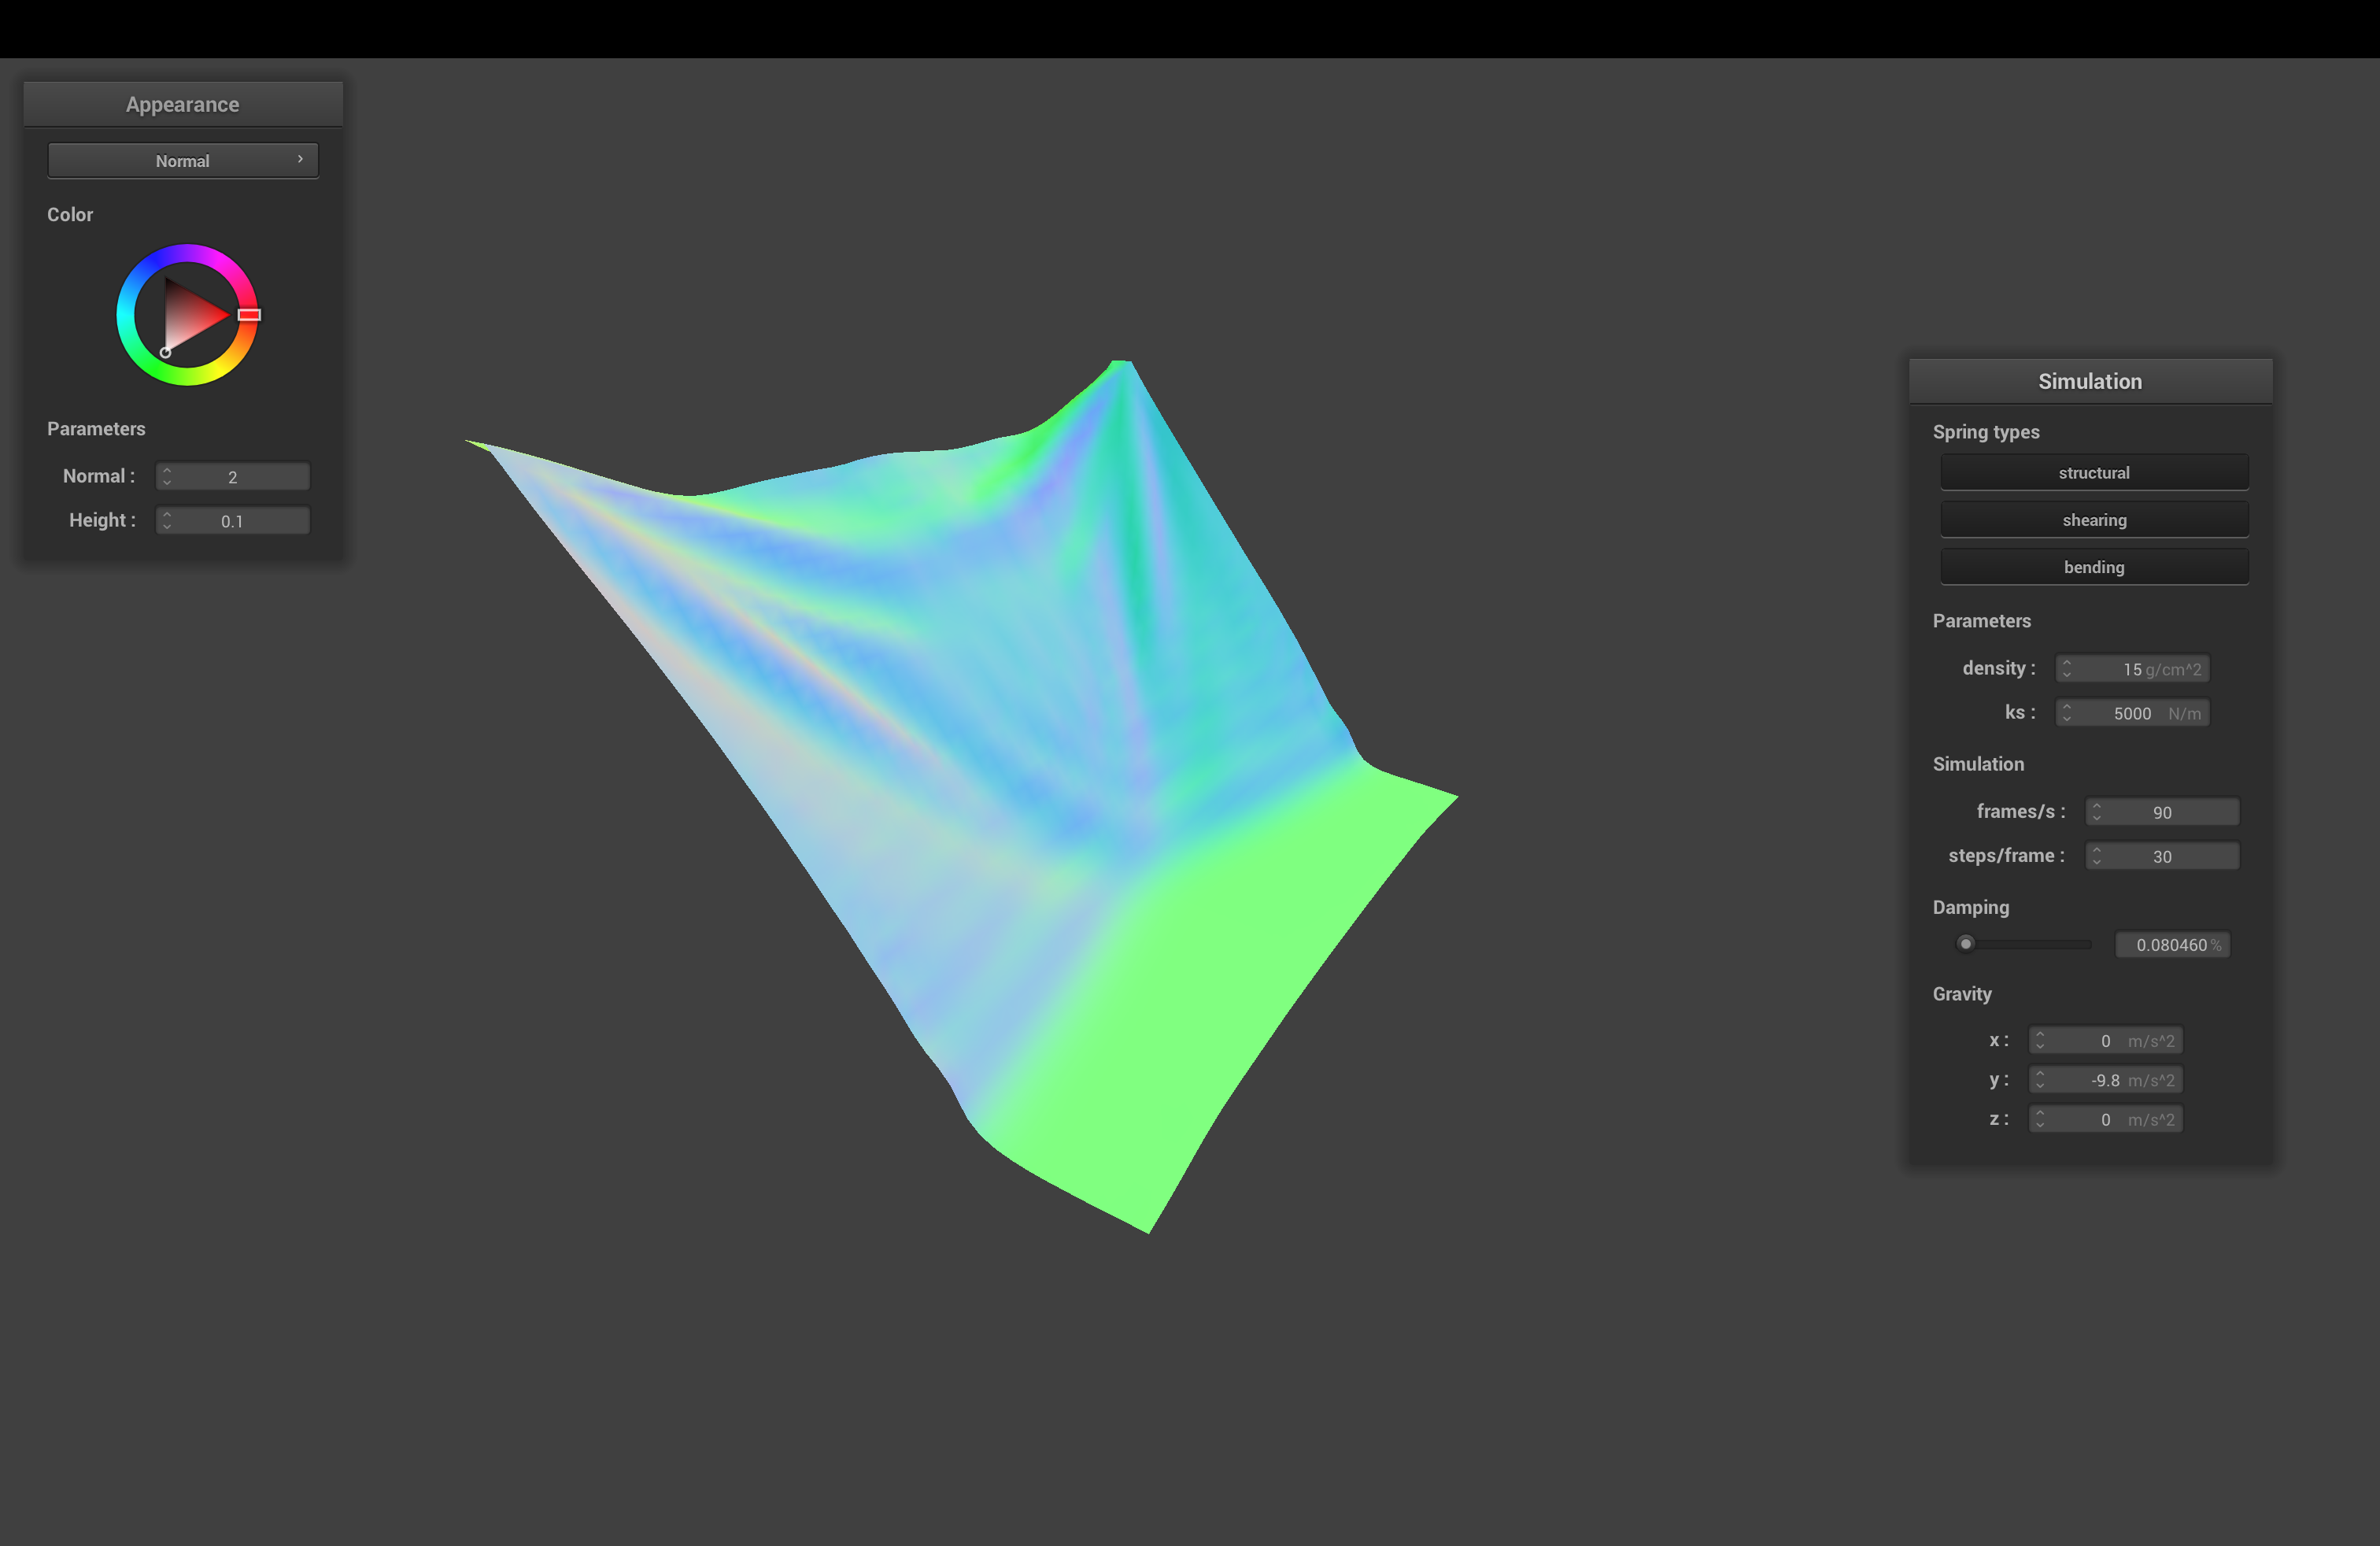 Appearance
Normal
Color
Parameters
Normal : 2
Height : 0.1
Simulation
Spring types
structural
shearing
bending
Parameters
density : 15 g/cm^2
ks : 5000 N/m
Simulation
frames/s : 90
steps/frame : 30
Damping
0.080460 %
Gravity
x : 0 m/s^2
y : -9.8 m/s^2
z : 0 m/s^2